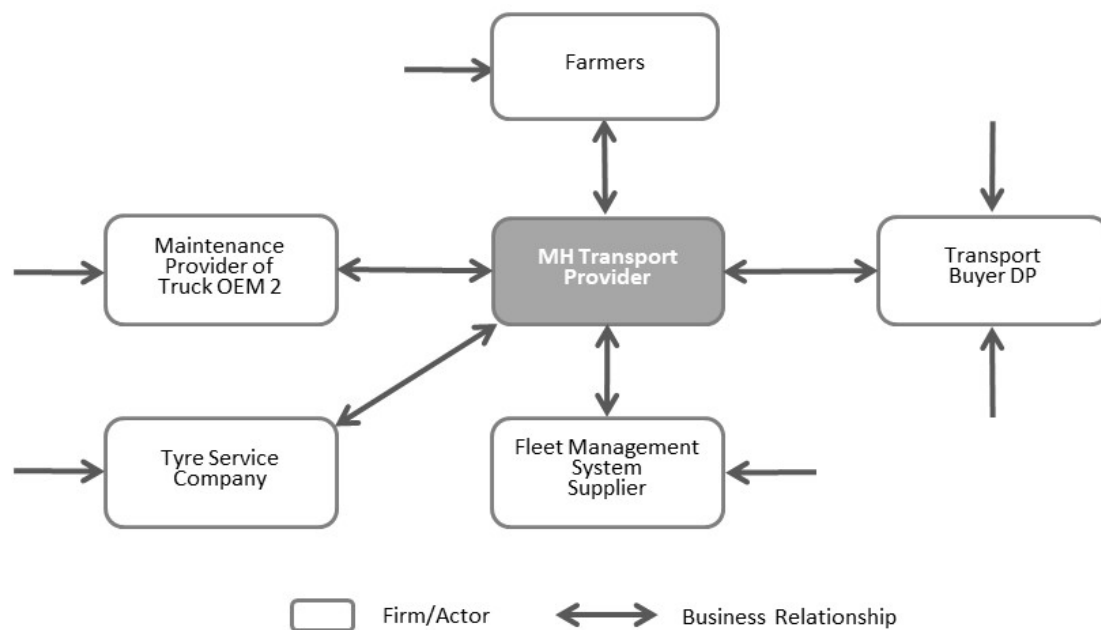 Farmers
Maintenance
Provider of
Truck OEM 2
MH Transport
Provider
Transport
Buyer DP
Tyre Service
Company
Fleet Management
System
Supplier
Firm/Actor
Business Relationship